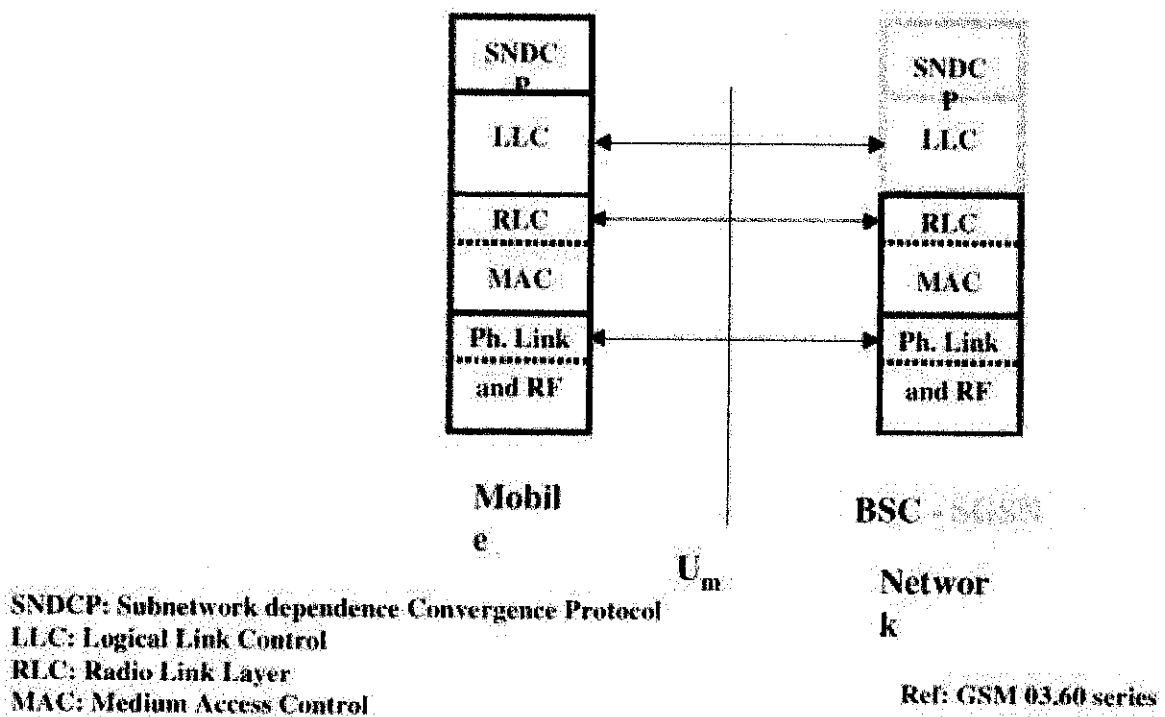 SNDC
P
LLC
RLC
MAC
Ph. Link
and RF
Mobil
e
SNDC
P
LLC
RLC
MAC
Ph. Link
and RF
BSC - SGSN
Networ
k
Um
SNDCP: Subnetwork dependence Convergence Protocol
LLC: Logical Link Control
RLC: Radio Link Layer
MAC: Medium Access Control
Ref: GSM 03.60 series